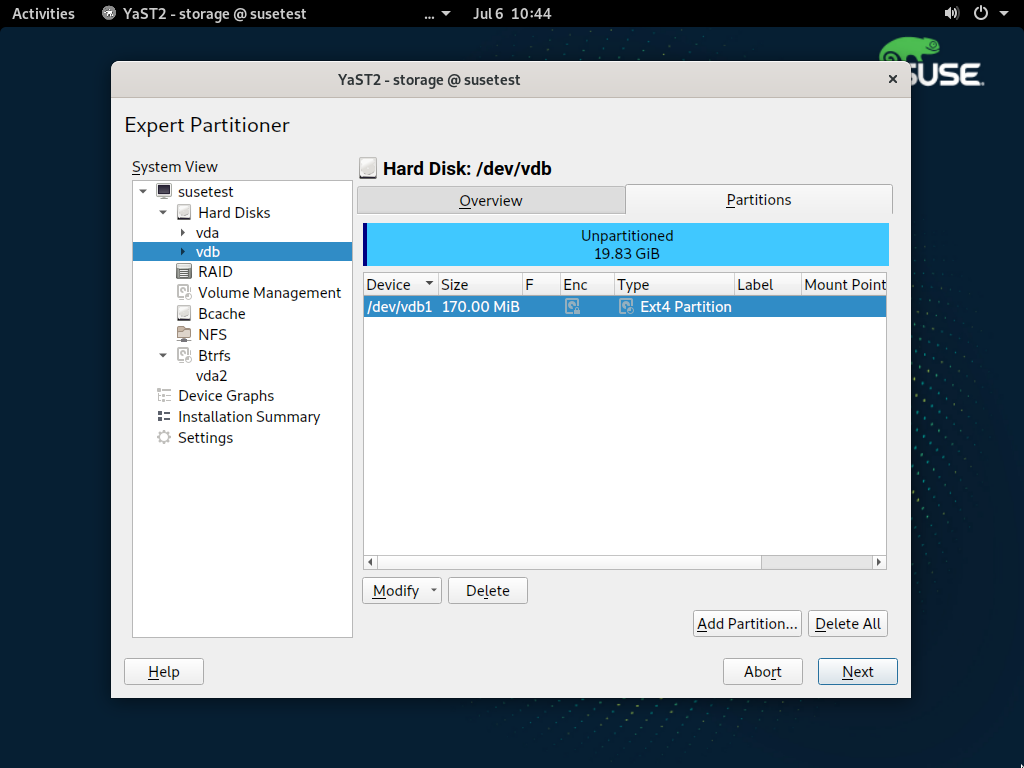 Activities YaST2 - storage @ susetest ... Jul 6 10:44
SUSE
YaST2 - storage @ susetest ×
Expert Partitioner
System View
susetest
Hard Disks
vda
vdb
RAID
Volume Management
Bcache
NFS
Btrfs
vda2
Device Graphs
Installation Summary
Settings
Hard Disk: /dev/vdb
Overview Partitions
Unpartitioned
19.83 GiB
Device Size F Enc Type Label Mount Point
/dev/vdb1 170.00 MiB Ext4 Partition
Modify Delete
Add Partition... Delete All
Help Abort Next